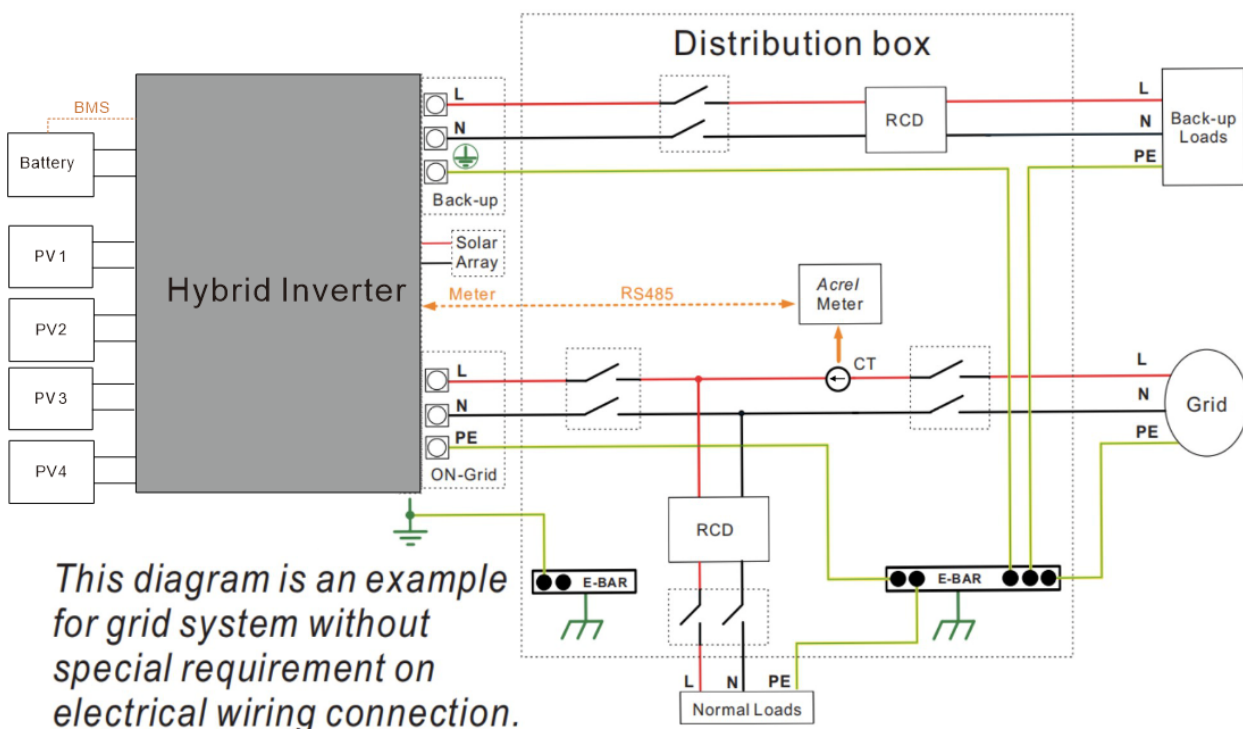 Distribution box
BMS
Battery
PV1
PV2
PV3
PV4
Hybrid Inverter
L
N
Back-up
Solar
Array
Meter
RS485
L
N
PE
ON-Grid
RCD
L
N
PE
Back-up
Loads
Acrel
Meter
CT
L
N
PE
Grid
RCD
E-BAR
E-BAR
L
N
PE
Normal Loads
This diagram is an example
for grid system without
special requirement on
electrical wiring connection.